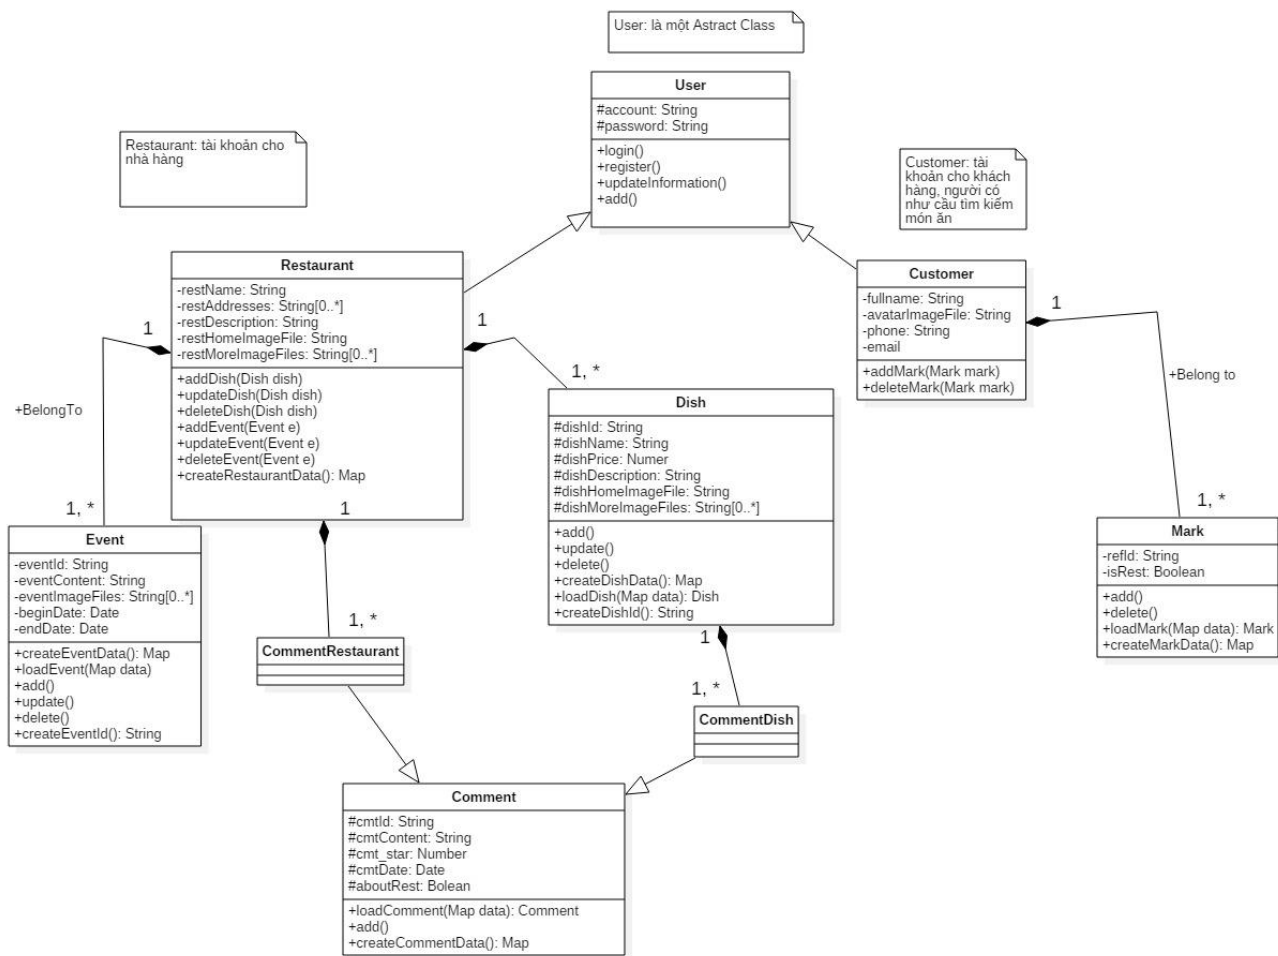 User: là một Astract Class
User
#account: String
#password: String
+login()
+register()
+updateInformation()
+add()
Restaurant: tài khoản cho
nhà hàng
Customer: tài
khoản cho khách
hàng, người có
như cầu tìm kiếm
món ăn
Restaurant
-restName: String
-restAddresses: String[0..*]
-restDescription: String
-restHomeImageFile: String
-restMoreImageFiles: String[0..*]
+addDish(Dish dish)
+updateDish(Dish dish)
+deleteDish(Dish dish)
+addEvent(Event e)
+updateEvent(Event e)
+deleteEvent(Event e)
+createRestaurantData(): Map
Customer
-fullname: String
-avatarImageFile: String
-phone: String
-email
+addMark(Mark mark)
+deleteMark(Mark mark)
1
1
1
+BelongTo
1, *
+Belong to
Dish
#dishId: String
#dishName: String
#dishPrice: Numer
#dishDescription: String
#dishHomeImageFile: String
#dishMoreImageFiles: String[0..*]
+add()
+update()
+delete()
+createDishData(): Map
+loadDish(Map data): Dish
+createDishId(): String
1, *
1
1, *
Event
-eventId: String
-eventContent: String
-eventImageFiles: String[0..*]
-beginDate: Date
-endDate: Date
+createEventData(): Map
+loadEvent(Map data)
+add()
+update()
+delete()
+createEventId(): String
Mark
-refId: String
-isRest: Boolean
+add()
+delete()
+loadMark(Map data): Mark
+createMarkData(): Map
1, *
CommentRestaurant
1
1, *
CommentDish
Comment
#cmtId: String
#cmtContent: String
#cmt_star: Number
#cmtDate: Date
#aboutRest: Bolean
+loadComment(Map data): Comment
+add()
+createCommentData(): Map